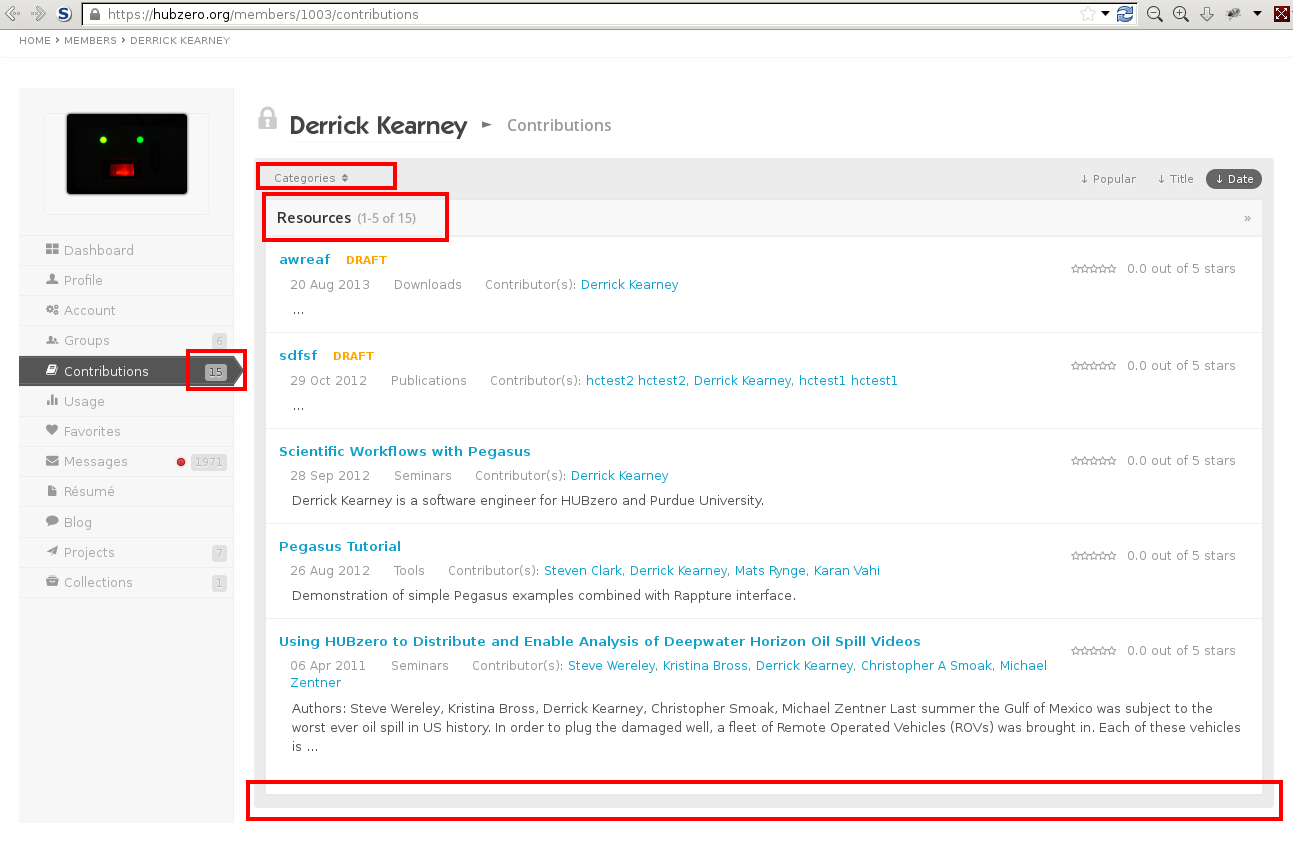 https://hubzero.org/members/1003/contributions
HOME › MEMBERS › DERRICK KEARNEY
Derrick Kearney ► Contributions
Categories
↓ Popular ↓ Title ↓ Date
Resources (1-5 of 15) »
Dashboard
Profile
Account
Groups 6
Contributions 15
Usage
Favorites
Messages 1971
Résumé
Blog
Projects 7
Collections 1
awreaf DRAFT
0.0 out of 5 stars
20 Aug 2013 Downloads Contributor(s): Derrick Kearney
...
sdfsf DRAFT
0.0 out of 5 stars
29 Oct 2012 Publications Contributor(s): hctest2 hctest2, Derrick Kearney, hctest1 hctest1
...
Scientific Workflows with Pegasus
0.0 out of 5 stars
28 Sep 2012 Seminars Contributor(s): Derrick Kearney
Derrick Kearney is a software engineer for HUBzero and Purdue University.
Pegasus Tutorial
0.0 out of 5 stars
26 Aug 2012 Tools Contributor(s): Steven Clark, Derrick Kearney, Mats Rynge, Karan Vahi
Demonstration of simple Pegasus examples combined with Rappture interface.
Using HUBzero to Distribute and Enable Analysis of Deepwater Horizon Oil Spill Videos
0.0 out of 5 stars
06 Apr 2011 Seminars Contributor(s): Steve Wereley, Kristina Bross, Derrick Kearney, Christopher A Smoak, Michael
Zentner
Authors: Steve Wereley, Kristina Bross, Derrick Kearney, Christopher Smoak, Michael Zentner Last summer the Gulf of Mexico was subject to the
worst ever oil spill in US history. In order to plug the damaged well, a fleet of Remote Operated Vehicles (ROVs) was brought in. Each of these vehicles
is ...